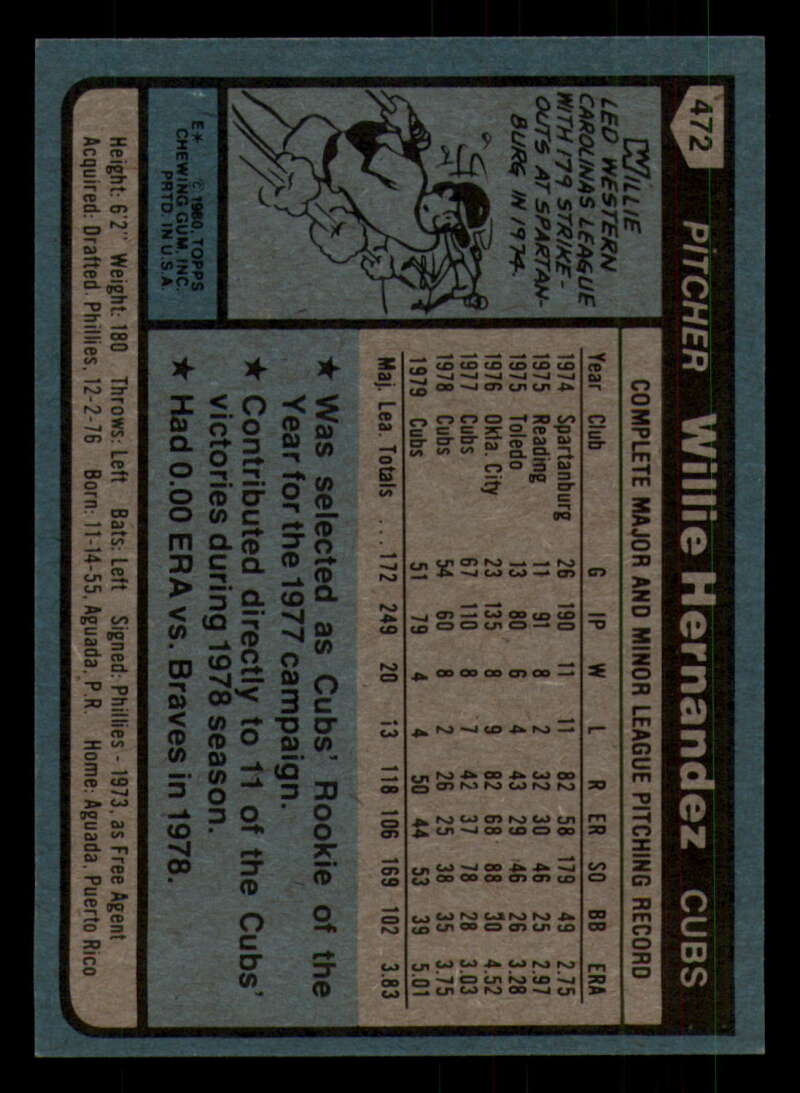 472 PITCHER Willie Hernandez CUBS
WILLIE
LED WESTERN
CAROLINAS LEAGUE
WITH 179 STRIKE-
OUTS AT SPARTAN-
BURG IN 1974.
E* © 1980, TOPPS
CHEWING GUM, INC.
PRTD. IN U.S.A.
COMPLETE MAJOR AND MINOR LEAGUE PITCHING RECORD
Year Club G IP W L R ER SO BB ERA
1974 Spartanburg 26 190 11 11 82 58 179 49 2.75
1975 Reading 11 91 8 2 32 30 46 25 2.97
1975 Toledo 13 80 6 4 43 29 46 26 3.28
1976 Okla. City 23 135 8 9 82 68 88 30 4.52
1977 Cubs 67 110 8 7 42 37 78 28 3.03
1978 Cubs 54 60 8 2 26 25 38 35 3.75
1979 Cubs 51 79 4 4 50 44 53 39 5.01
Maj. Lea. Totals ... 172 249 20 13 118 106 169 102 3.83
★ Was selected as Cubs' Rookie of the
Year for the 1977 campaign.
★ Contributed directly to 11 of the Cubs'
victories during 1978 season.
★ Had 0.00 ERA vs. Braves in 1978.
Height: 6'2" Weight: 180 Throws: Left Bats: Left Signed: Phillies - 1973, as Free Agent
Acquired: Drafted, Phillies, 12-2-76 Born: 11-14-55, Aguada, P.R. Home: Aguada, Puerto Rico